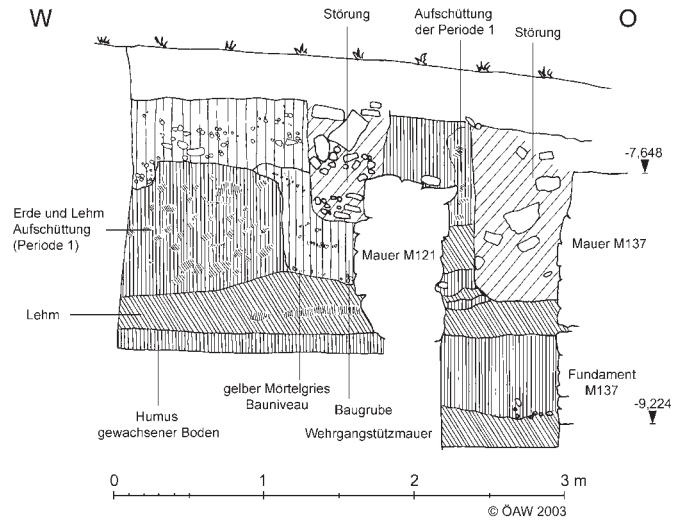 W
Störung
Aufschüttung
der Periode 1
Störung
O
-7,648
Erde und Lehm
Aufschüttung
(Periode 1)
Mauer M121
Mauer M137
Lehm
Fundament
M137
gelber Mörtelgries
Bauniveau
Baugrube
-9,224
Humus
gewachsener Boden
Wehrgangstützmauer
0
1
2
3 m
© ÖAW 2003